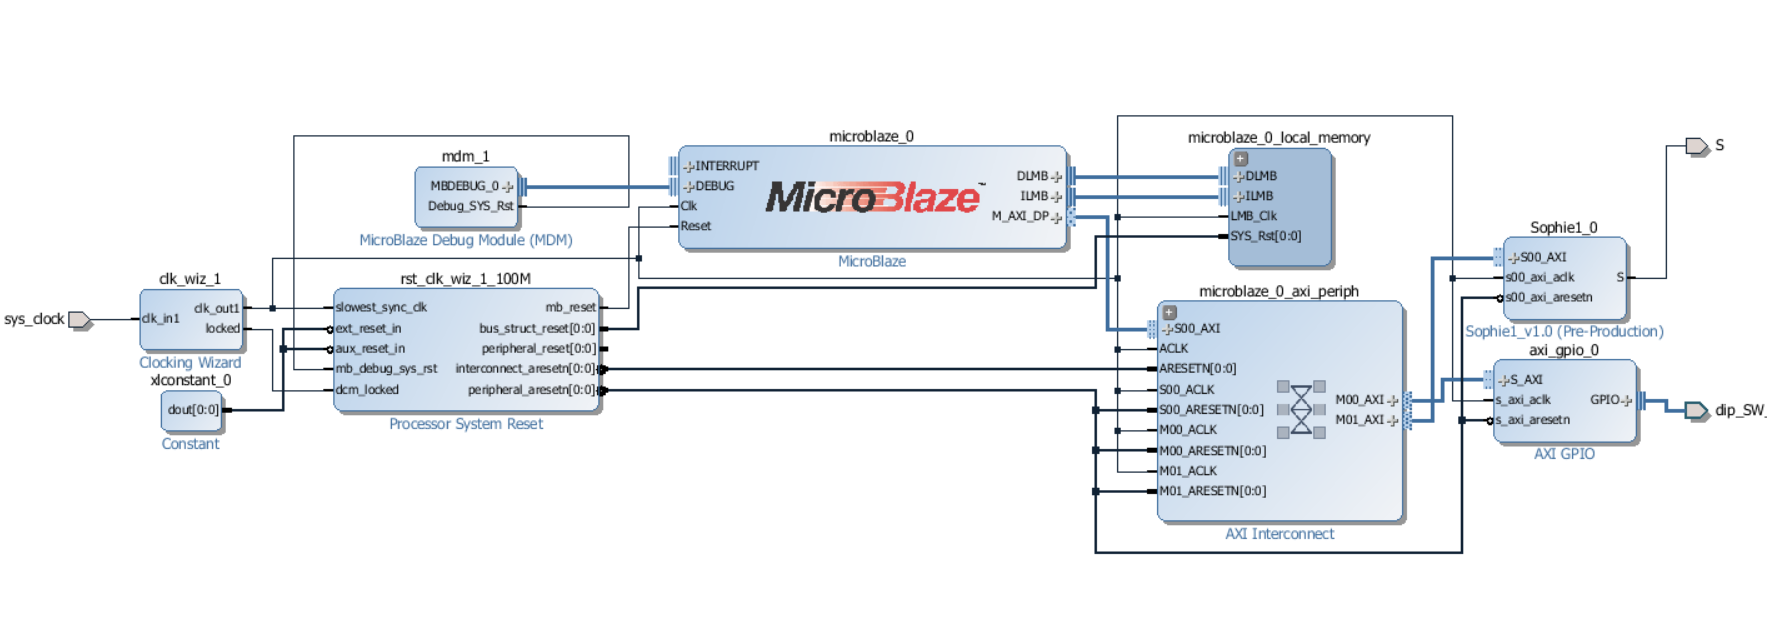 sys_clock
clk_wiz_1
clk_in1
clk_out1
locked
Clocking Wizard
xlconstant_0
dout[0:0]
Constant
mdm_1
MBDEBUG_0
Debug_SYS_Rst
MicroBlaze Debug Module (MDM)
rst_clk_wiz_1_100M
slowest_sync_clk
ext_reset_in
aux_reset_in
mb_debug_sys_rst
dcm_locked
mb_reset
bus_struct_reset[0:0]
peripheral_reset[0:0]
interconnect_aresetn[0:0]
peripheral_aresetn[0:0]
Processor System Reset
microblaze_0
INTERRUPT
DEBUG
Clk
Reset
MicroBlaze™
DLMB
ILMB
M_AXI_DP
MicroBlaze
microblaze_0_local_memory
DLMB
ILMB
LMB_Clk
SYS_Rst[0:0]
microblaze_0_axi_periph
S00_AXI
ACLK
ARESETN[0:0]
S00_ACLK
S00_ARESETN[0:0]
M00_ACLK
M00_ARESETN[0:0]
M01_ACLK
M01_ARESETN[0:0]
M00_AXI
M01_AXI
AXI Interconnect
Sophie1_0
S00_AXI
s00_axi_aclk
s00_axi_aresetn
S
Sophie1_v1.0 (Pre-Production)
axi_gpio_0
S_AXI
s_axi_aclk
s_axi_aresetn
GPIO
AXI GPIO
S
dip_SW_